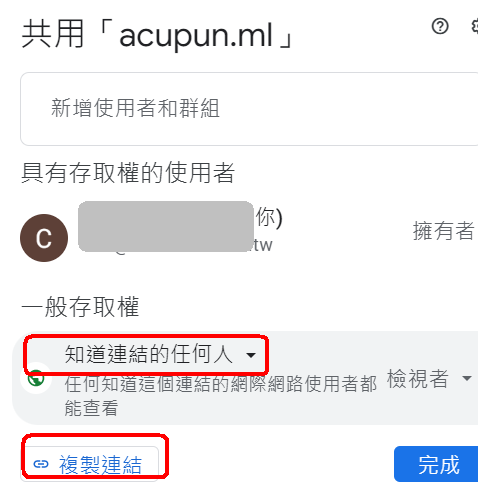 共用「acupun.ml」
新增使用者和群組
具有存取權的使用者
C
你)
tw
擁有者
一般存取權
知道連結的任何人
任何知道這個連結的網際網路使用者都
能查看
檢視者
複製連結
完成